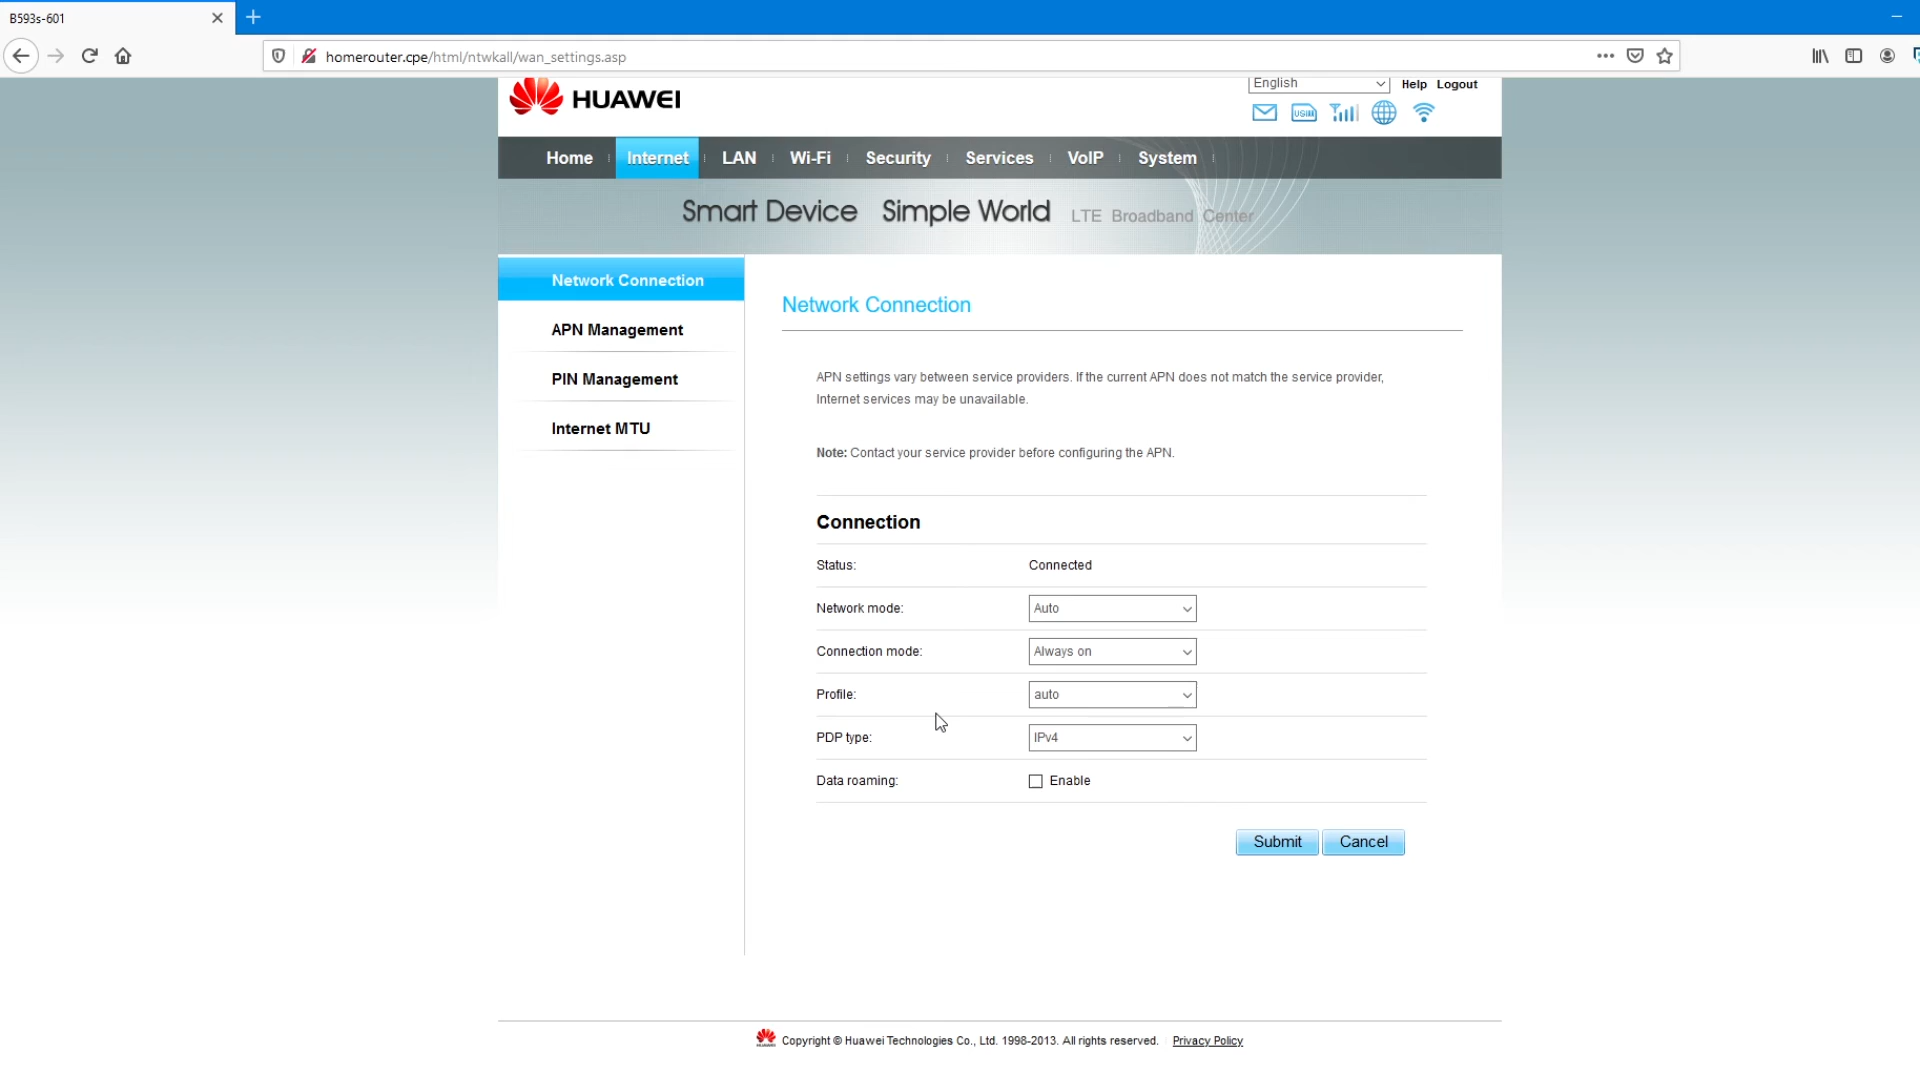 B593s-601
homerouter.cpe/html/ntwkall/wan_settings.asp
English
Help Logout
HUAWEI
USIM
Home Internet LAN Wi-Fi Security Services VoIP System
Smart Device Simple World LTE Broadband Center
Network Connection
APN Management
PIN Management
Internet MTU
Network Connection
APN settings vary between service providers. If the current APN does not match the service provider,
Internet services may be unavailable.
Note: Contact your service provider before configuring the APN.
Connection
Status: Connected
Network mode: Auto
Connection mode: Always on
Profile: auto
PDP type: IPv4
Data roaming: Enable
Submit Cancel
Copyright © Huawei Technologies Co., Ltd. 1998-2013. All rights reserved. Privacy Policy